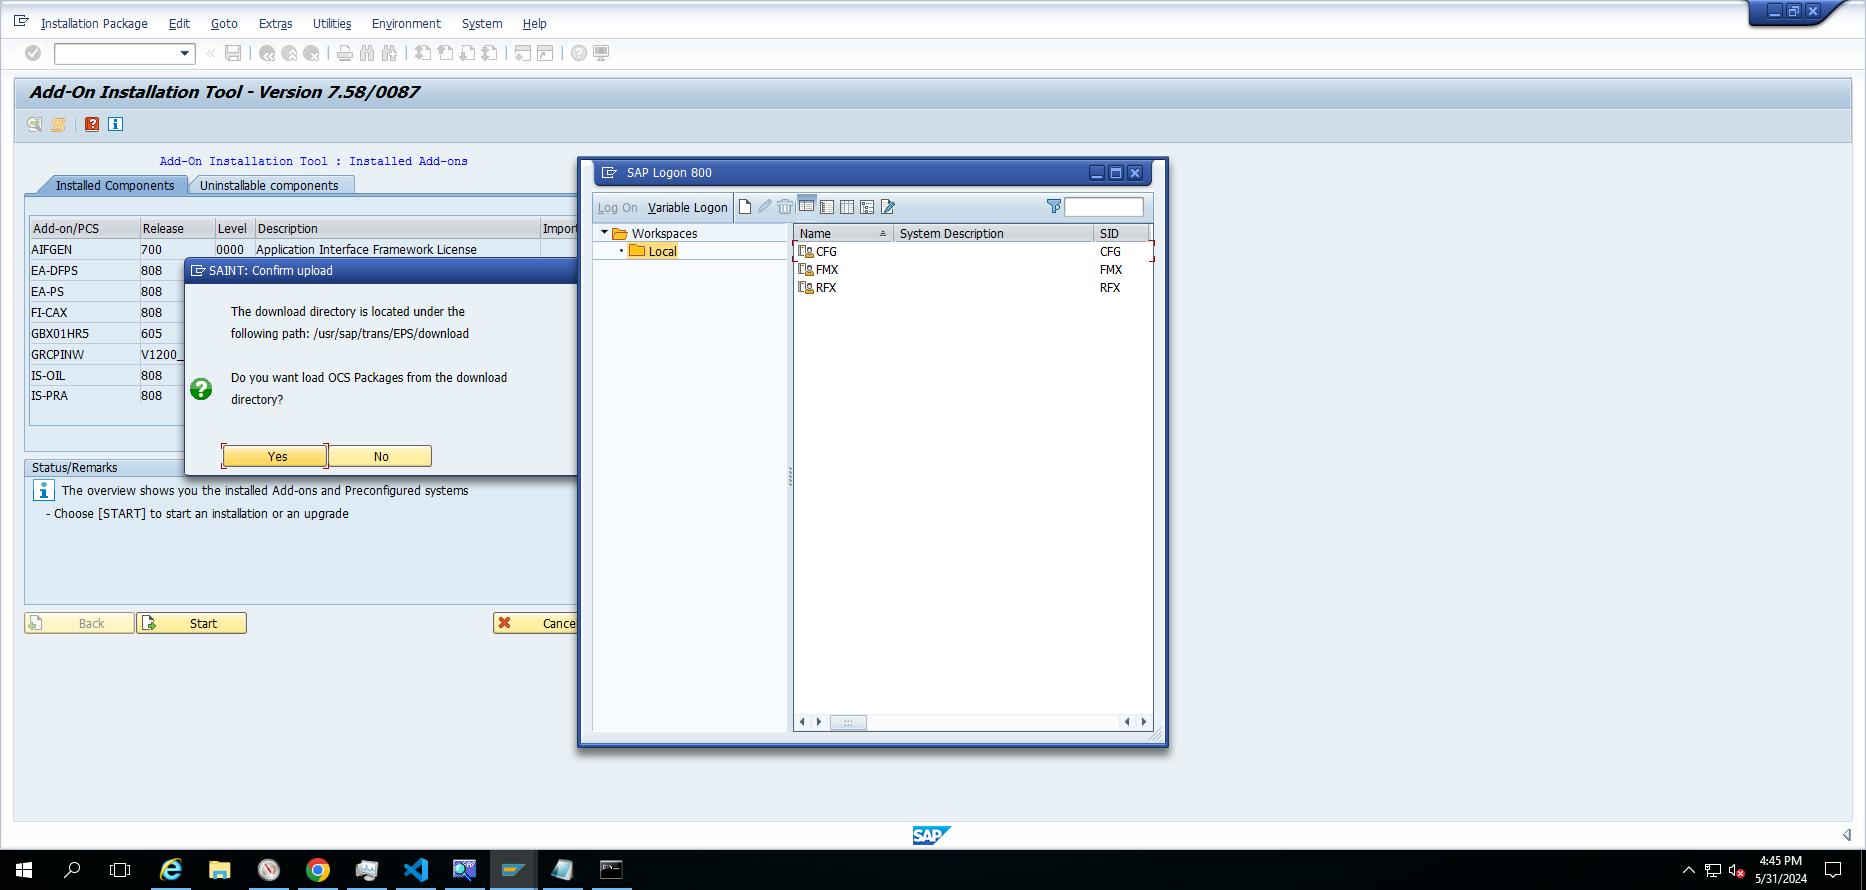 Installation Package Edit Goto Extras Utilities Environment System Help
Add-On Installation Tool - Version 7.58/0087
Add-On Installation Tool : Installed Add-ons
Installed Components Uninstallable components
Add-on/PCS Release Level Description Import
AIFGEN 700 0000 Application Interface Framework License
EA-DFPS 808
EA-PS 808
FI-CAX 808
GBX01HR5 605
GRCPINW V1200_
IS-OIL 808
IS-PRA 808
SAINT: Confirm upload
The download directory is located under the
following path: /usr/sap/trans/EPS/download
Do you want load OCS Packages from the download
directory?
Yes No
Status/Remarks
The overview shows you the installed Add-ons and Preconfigured systems
- Choose [START] to start an installation or an upgrade
Back Start Cance
SAP Logon 800
Log On Variable Logon
Workspaces
Local
Name System Description SID
CFG CFG
FMX FMX
RFX RFX
SAP
4:45 PM
5/31/2024